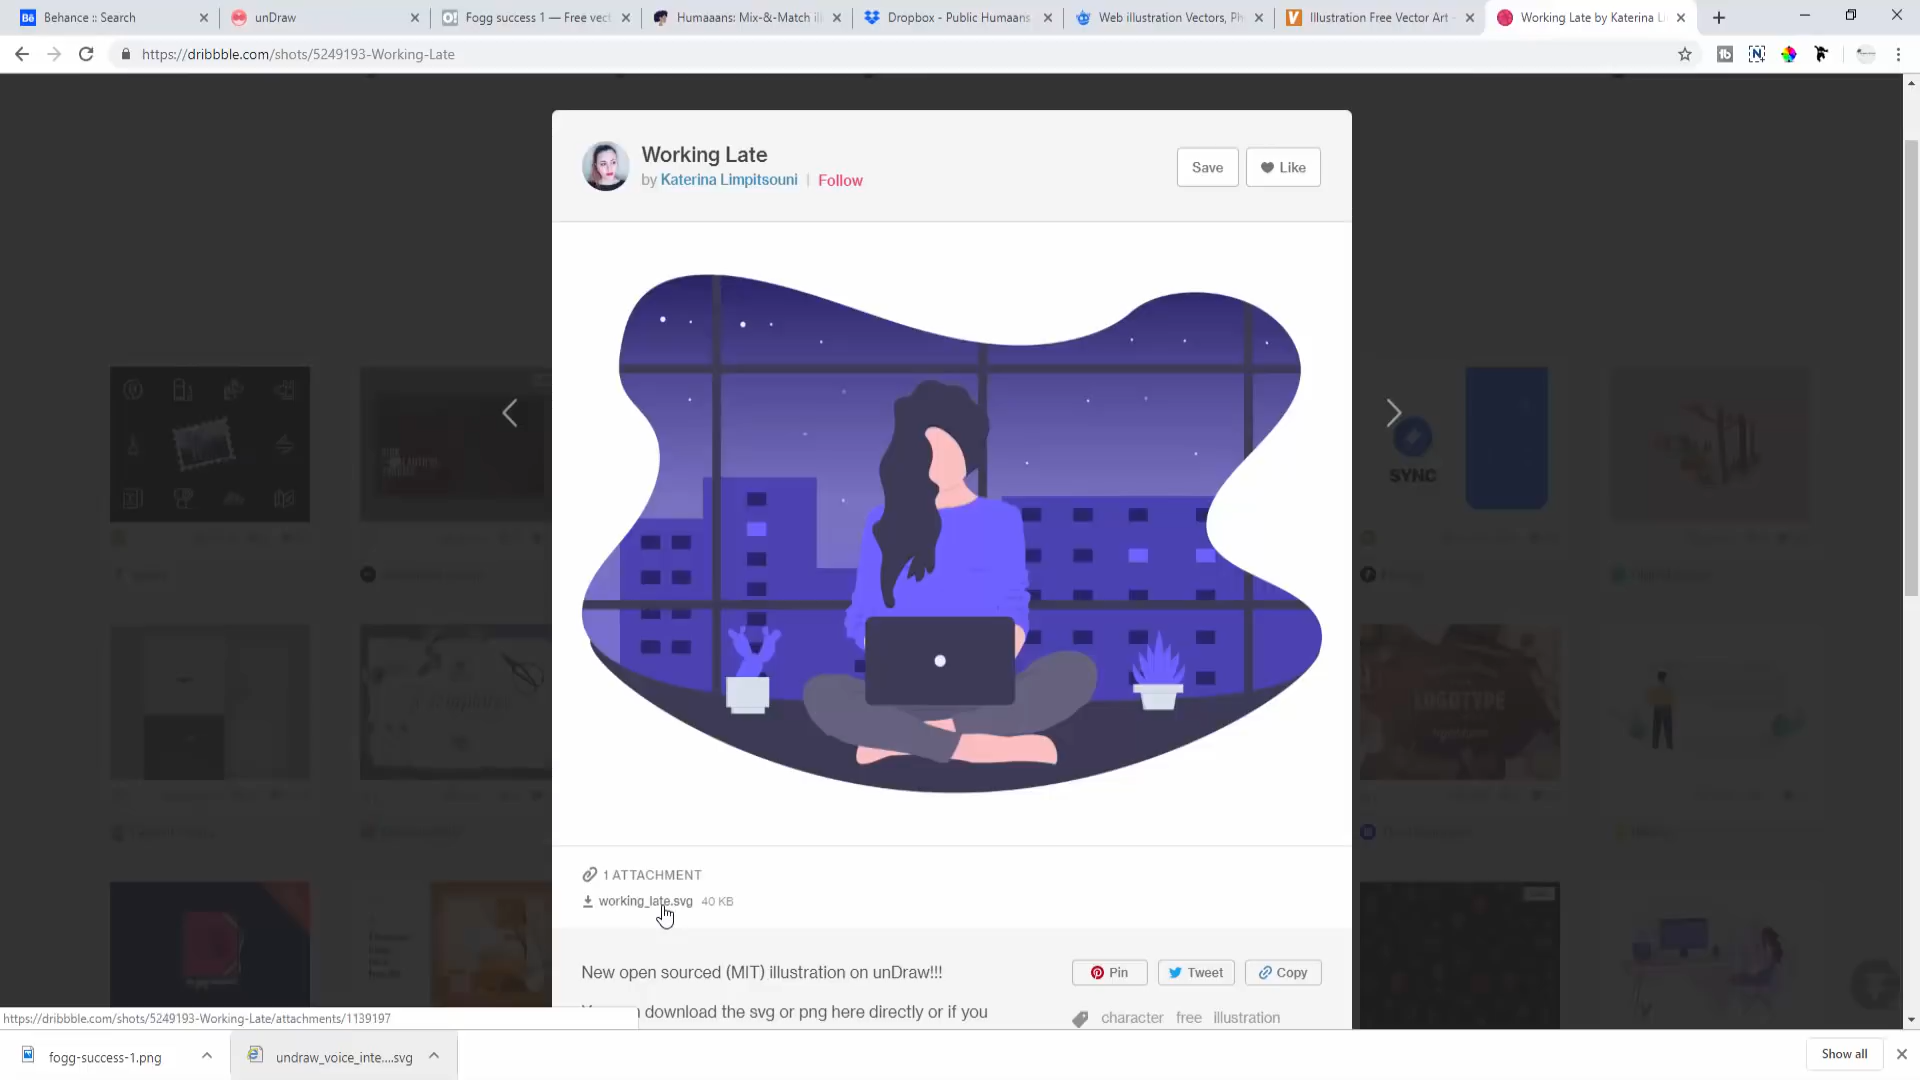 Behance :: Search
unDraw
Fogg success 1 — Free vect
Humaaans: Mix-&-Match il
Dropbox - Public Humaans
Web illustration Vectors, Ph
Illustration Free Vector Art
Working Late by Katerina L
https://dribbble.com/shots/5249193-Working-Late
Working Late
by Katerina Limpitsouni | Follow
Save
Like
SYNC
LOGOTYPE
1 ATTACHMENT
working_late.svg 40 KB
New open sourced (MIT) illustration on unDraw!!!
Pin
Tweet
Copy
download the svg or png here directly or if you
character free illustration
https://dribbble.com/shots/5249193-Working-Late/attachments/1139197
fogg-success-1.png
undraw_voice_inte....svg
Show all